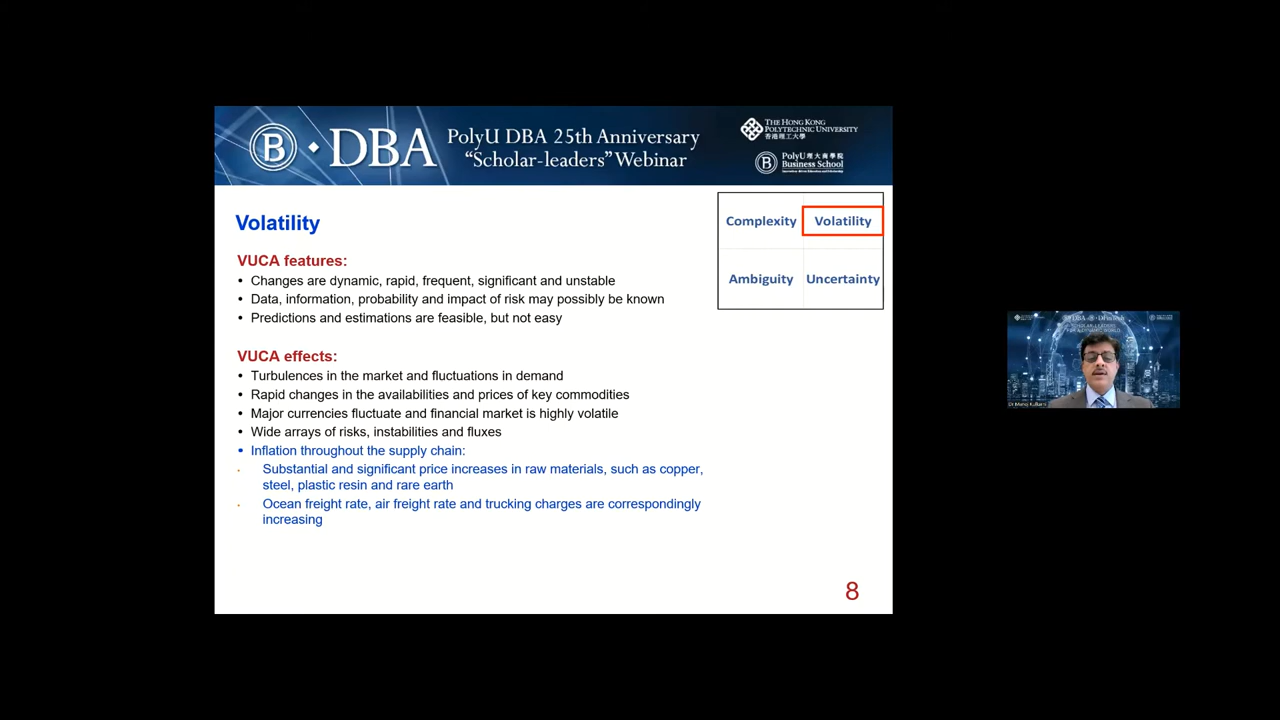 B
DBA
PolyU DBA 25th Anniversary
“Scholar-leaders” Webinar
THE HONG KONG
POLYTECHNIC UNIVERSITY
香港理工大學
B
PolyU 理大商學院
Business School
Volatility
Complexity
Volatility
Ambiguity
Uncertainty
VUCA features:
• Changes are dynamic, rapid, frequent, significant and unstable
• Data, information, probability and impact of risk may possibly be known
• Predictions and estimations are feasible, but not easy
VUCA effects:
• Turbulences in the market and fluctuations in demand
• Rapid changes in the availabilities and prices of key commodities
• Major currencies fluctuate and financial market is highly volatile
• Wide arrays of risks, instabilities and fluxes
• Inflation throughout the supply chain:
· Substantial and significant price increases in raw materials, such as copper,
steel, plastic resin and rare earth
· Ocean freight rate, air freight rate and trucking charges are correspondingly
increasing
8